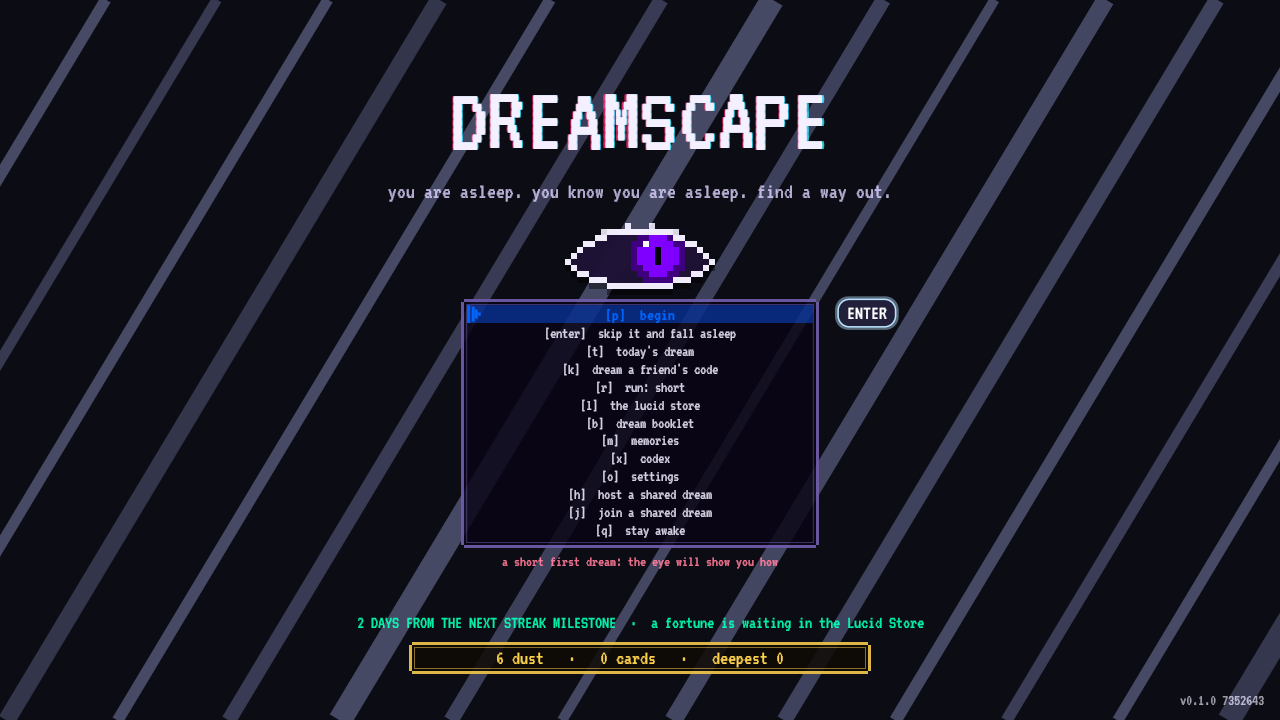 DREAMSCAPE
you are asleep. you know you are asleep. find a way out.
[p] begin
ENTER
[enter] skip it and fall asleep
[t] today's dream
[k] dream a friend's code
[r] run: short
[l] the lucid store
[b] dream booklet
[m] memories
[x] codex
[o] settings
[h] host a shared dream
[j] join a shared dream
[q] stay awake
a short first dream: the eye will show you how
2 DAYS FROM THE NEXT STREAK MILESTONE · a fortune is waiting in the Lucid Store
6 dust · 0 cards · deepest 0
v0.1.0 7352643